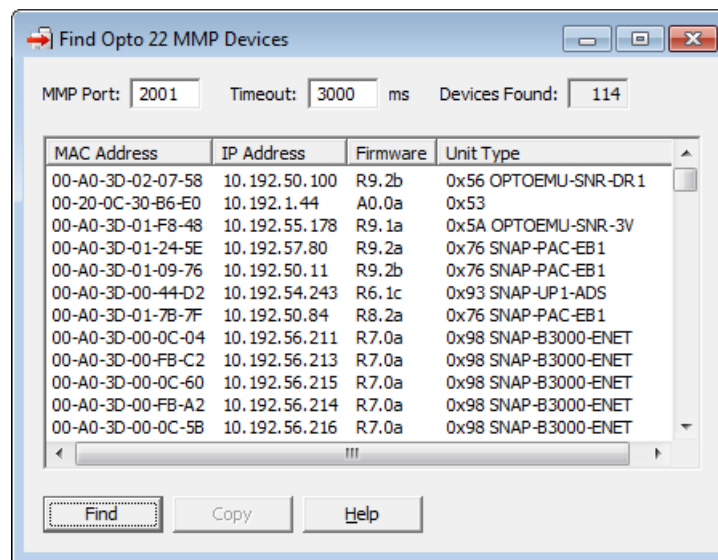 Find Opto 22 MMP Devices
MMP Port: 2001 Timeout: 3000 ms Devices Found: 114
MAC Address IP Address Firmware Unit Type
00-A0-3D-02-07-58 10.192.50.100 R9.2b 0x56 OPTOEMU-SNR-DR1
00-20-0C-30-B6-E0 10.192.1.44 A0.0a 0x53
00-A0-3D-01-F8-48 10.192.55.178 R9.1a 0x5A OPTOEMU-SNR-3V
00-A0-3D-01-24-5E 10.192.57.80 R9.2a 0x76 SNAP-PAC-EB1
00-A0-3D-01-09-76 10.192.50.11 R9.2b 0x76 SNAP-PAC-EB1
00-A0-3D-00-44-D2 10.192.54.243 R6.1c 0x93 SNAP-UP1-ADS
00-A0-3D-01-7B-7F 10.192.50.84 R8.2a 0x76 SNAP-PAC-EB1
00-A0-3D-00-0C-04 10.192.56.211 R7.0a 0x98 SNAP-B3000-ENET
00-A0-3D-00-FB-C2 10.192.56.213 R7.0a 0x98 SNAP-B3000-ENET
00-A0-3D-00-0C-60 10.192.56.215 R7.0a 0x98 SNAP-B3000-ENET
00-A0-3D-00-FB-A2 10.192.56.214 R7.0a 0x98 SNAP-B3000-ENET
00-A0-3D-00-0C-5B 10.192.56.216 R7.0a 0x98 SNAP-B3000-ENET
Find Copy Help